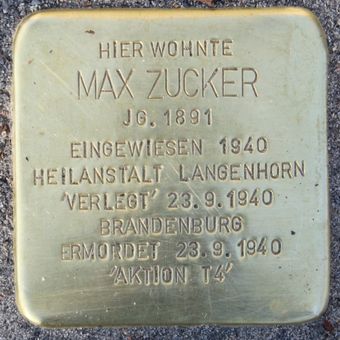 HIER WOHNTE
MAX ZUCKER
JG. 1891
EINGEWIESEN 1940
HEILANSTALT LANGENHORN
'VERLEGT' 23.9.1940
BRANDENBURG
ERMORDET 23.9.1940
'AKTION T4'